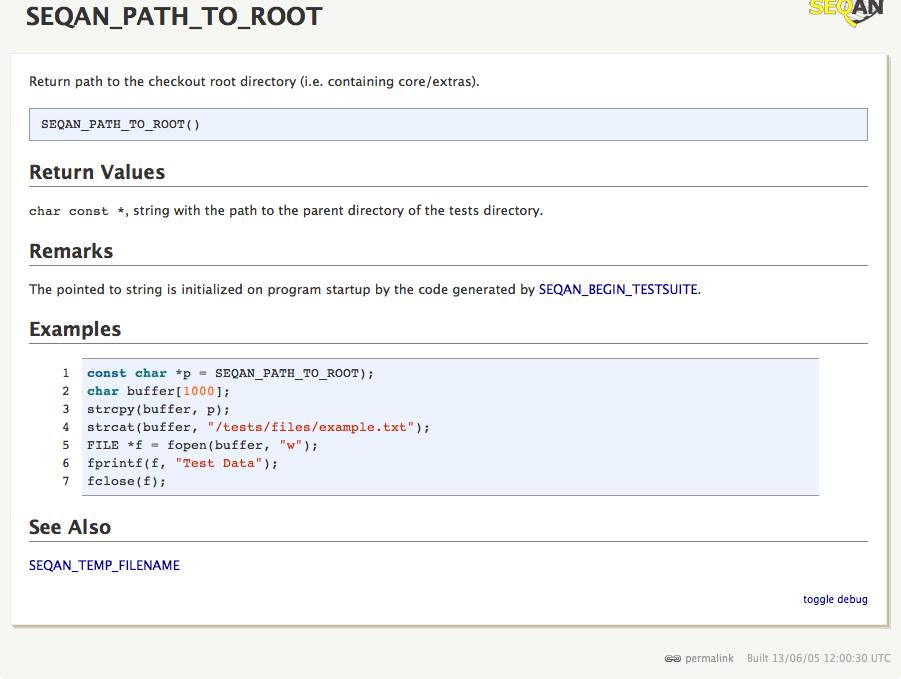 SEQAN_PATH_TO_ROOT
SEQAN
Return path to the checkout root directory (i.e. containing core/extras).
SEQAN_PATH_TO_ROOT()
Return Values
char const *, string with the path to the parent directory of the tests directory.
Remarks
The pointed to string is initialized on program startup by the code generated by SEQAN_BEGIN_TESTSUITE.
Examples
1 const char *p = SEQAN_PATH_TO_ROOT);
2 char buffer[1000];
3 strcpy(buffer, p);
4 strcat(buffer, "/tests/files/example.txt");
5 FILE *f = fopen(buffer, "w");
6 fprintf(f, "Test Data");
7 fclose(f);
See Also
SEQAN_TEMP_FILENAME
toggle debug
permalink Built 13/06/05 12:00:30 UTC